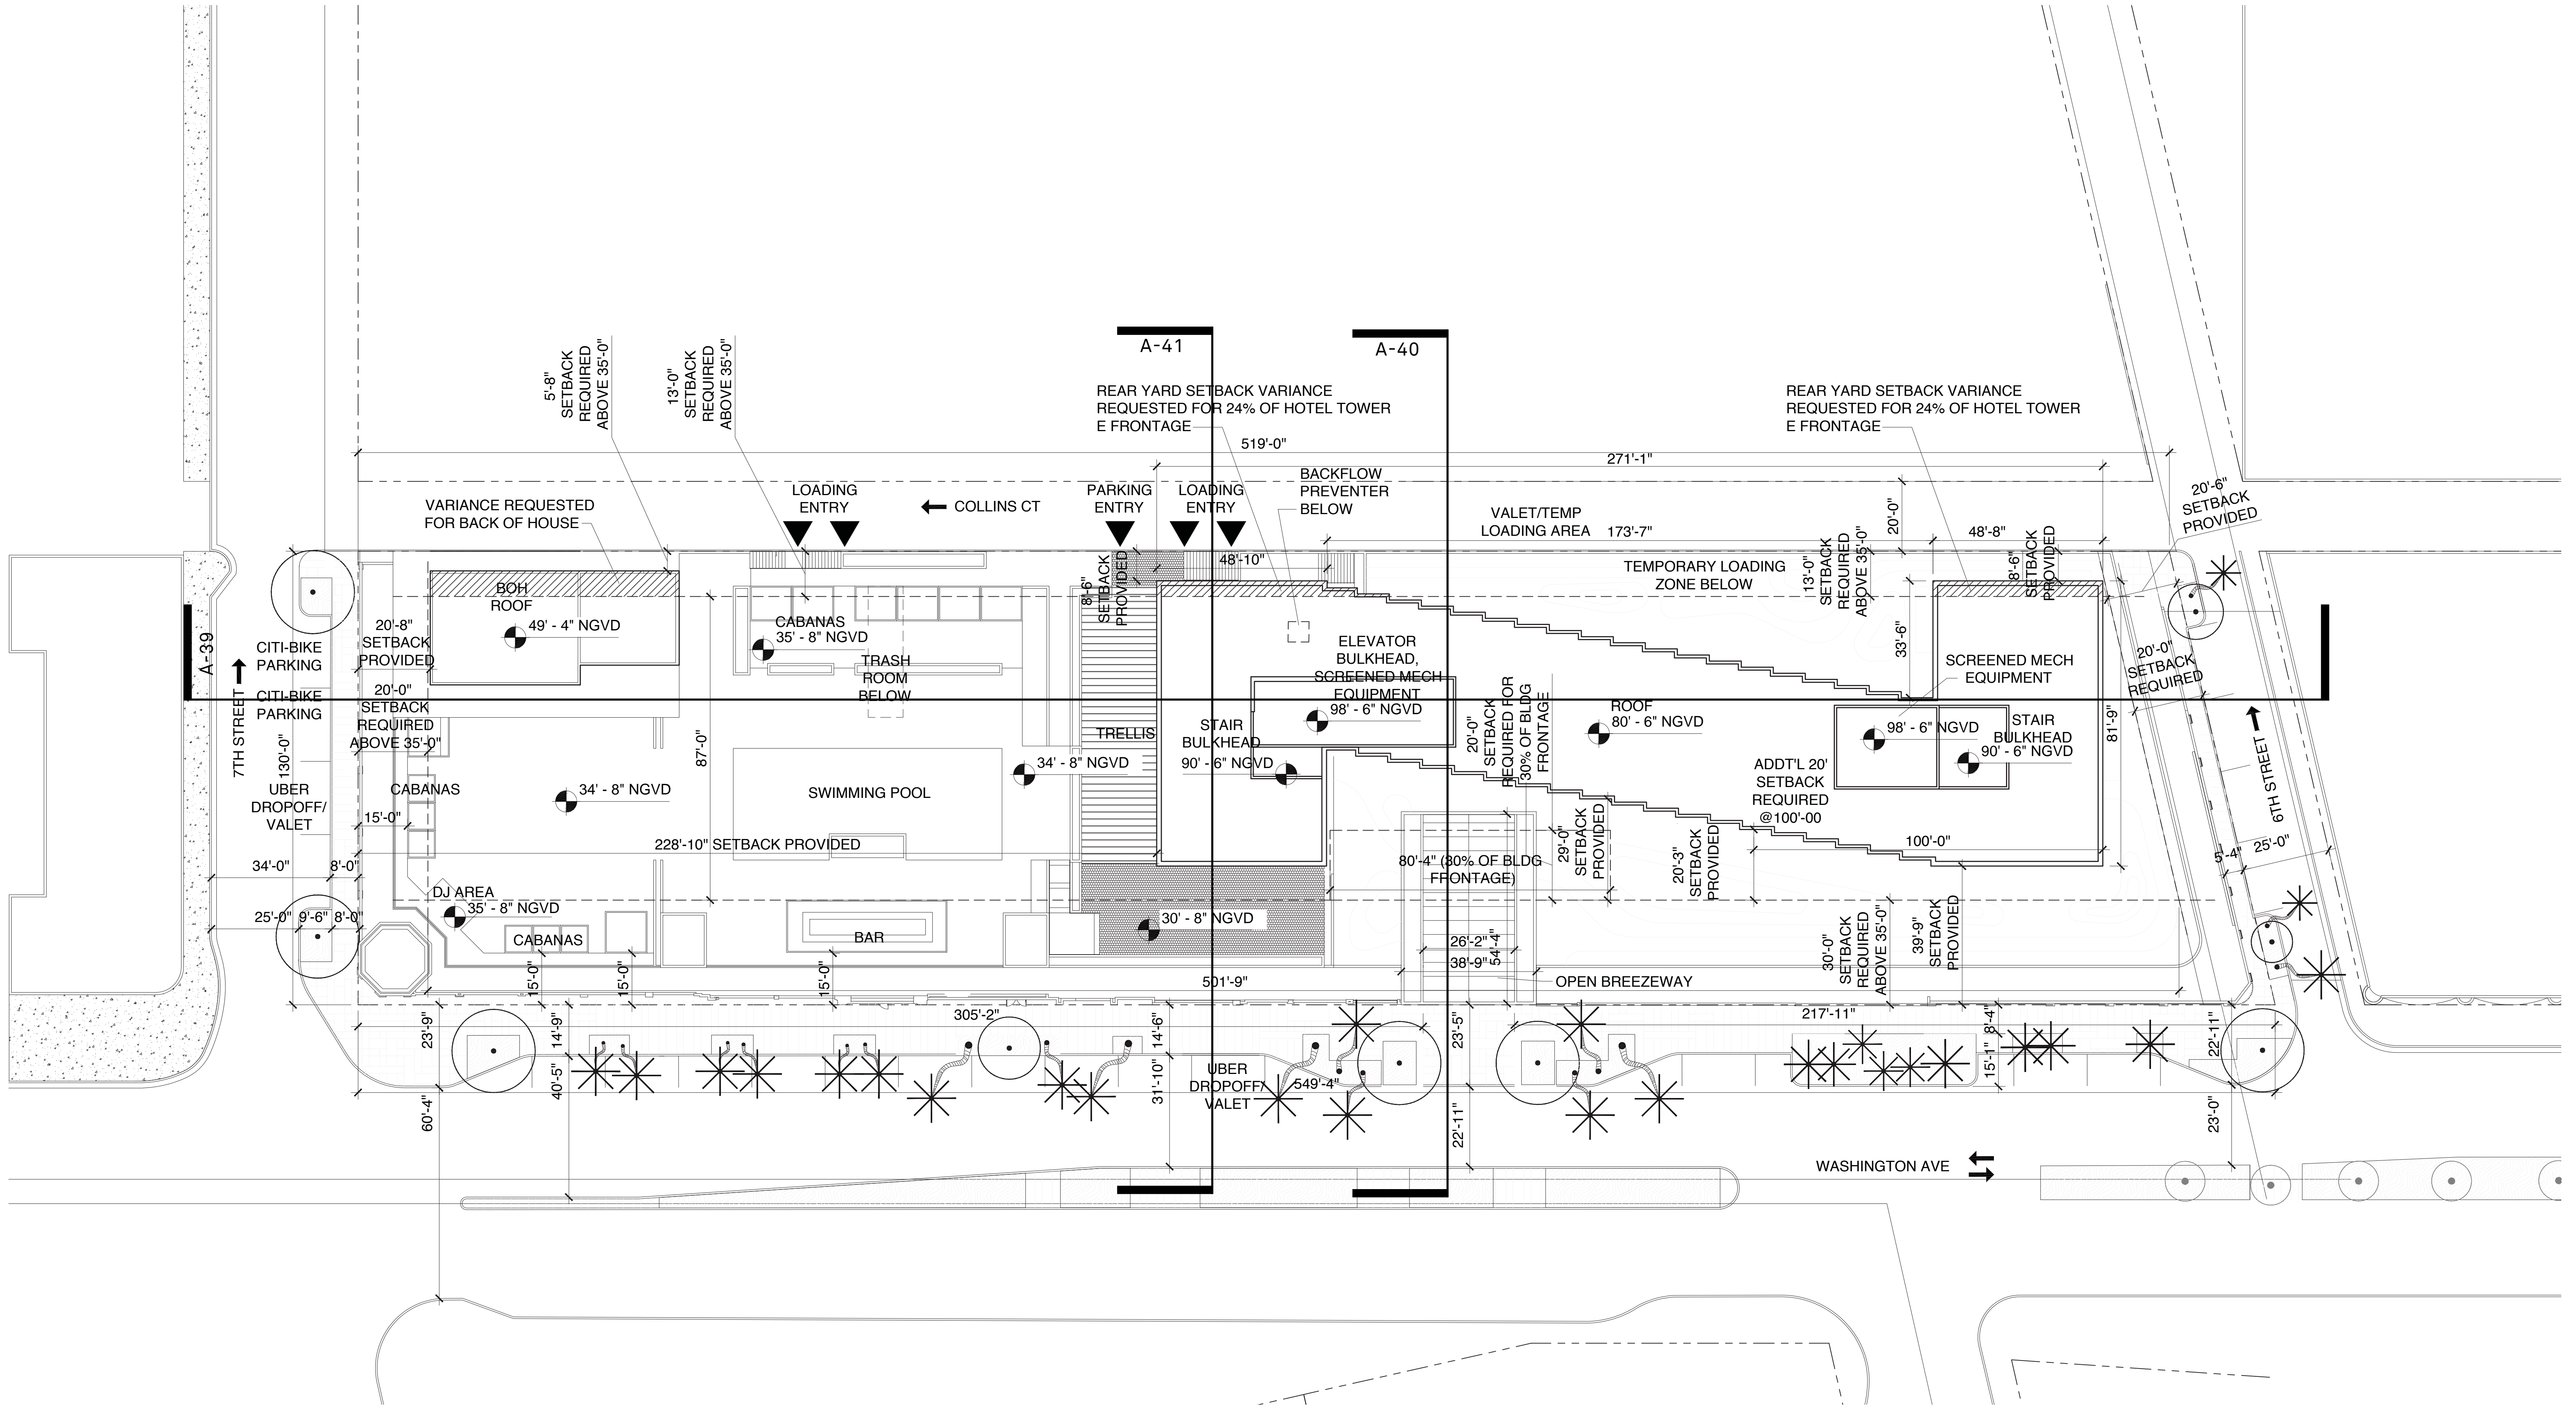 A-41
A-40
5'-8"
SETBACK
REQUIRED
ABOVE 35'-0"
13'-0"
SETBACK
REQUIRED
ABOVE 35'-0"
REAR YARD SETBACK VARIANCE
REQUESTED FOR 24% OF HOTEL TOWER
E FRONTAGE
REAR YARD SETBACK VARIANCE
REQUESTED FOR 24% OF HOTEL TOWER
E FRONTAGE
519'-0"
271'-1"
BACKFLOW
PREVENTER
BELOW
VARIANCE REQUESTED
FOR BACK OF HOUSE
LOADING
ENTRY
COLLINS CT
PARKING
ENTRY
LOADING
ENTRY
VALET/TEMP
LOADING AREA
173'-7"
20'-0"
48'-8"
20'-6"
SETBACK
PROVIDED
48'-10"
8'-6"
SETBACK
PROVIDED
TEMPORARY LOADING
ZONE BELOW
13'-0"
SETBACK
REQUIRED
ABOVE 35'-0"
8'-6"
SETBACK
PROVIDED
BOH
ROOF
49' - 4" NGVD
20'-8"
SETBACK
PROVIDED
20'-0"
SETBACK
REQUIRED
ABOVE 35'-0"
CITI-BIKE
PARKING
CITI-BIKE
PARKING
A-39
7TH STREET
130'-0"
UBER
DROPOFF/
VALET
CABANAS
35' - 8" NGVD
TRASH
ROOM
BELOW
ELEVATOR
BULKHEAD,
SCREENED MECH
EQUIPMENT
98' - 6" NGVD
33'-6"
SCREENED MECH
EQUIPMENT
20'-0"
SETBACK
REQUIRED
87'-0"
TRELLIS
STAIR
BULKHEAD
90' - 6" NGVD
34' - 8" NGVD
20'-0"
SETBACK
REQUIRED FOR
30% OF BLDG
FRONTAGE
ROOF
80' - 6" NGVD
98' - 6" NGVD
STAIR
BULKHEAD
90' - 6" NGVD
81'-9"
6TH STREET
CABANAS
34' - 8" NGVD
SWIMMING POOL
ADDT'L 20'
SETBACK
REQUIRED
@100'-00
15'-0"
228'-10" SETBACK PROVIDED
29'-0"
SETBACK
PROVIDED
20'-3"
SETBACK
PROVIDED
100'-0"
5'-4"
25'-0"
80'-4" (30% OF BLDG
FFRONTAGE)
34'-0"
8'-0"
DJ AREA
35' - 8" NGVD
25'-0"
9'-6"
8'-0"
CABANAS
BAR
30' - 8" NGVD
26'-2"
38'-9"
54'-4"
30'-0"
SETBACK
REQUIRED
ABOVE 35'-0"
39'-9"
SETBACK
PROVIDED
15'-0"
15'-0"
15'-0"
501'-9"
OPEN BREEZEWAY
305'-2"
217'-11"
23'-9"
14'-9"
14'-6"
23'-5"
8'-4"
22'-11"
40'-5"
31'-10"
UBER
DROPOFF/
VALET
549'-4"
15'-1"
60'-4"
22'-11"
23'-0"
WASHINGTON AVE